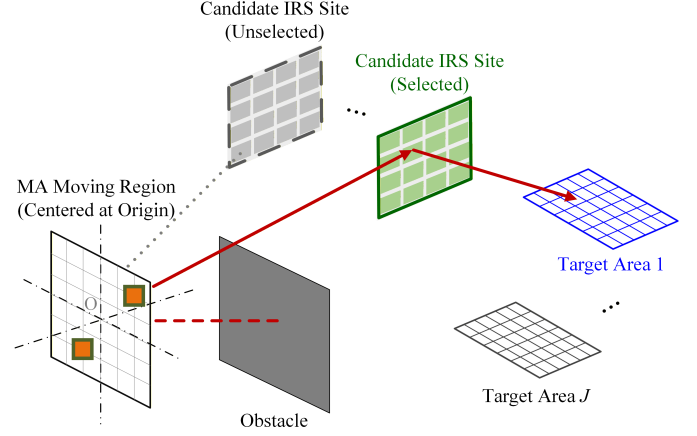 Candidate IRS Site
(Unselected)
Candidate IRS Site
(Selected)
...
MA Moving Region
(Centered at Origin)
O
Target Area 1
...
Target Area J
Obstacle